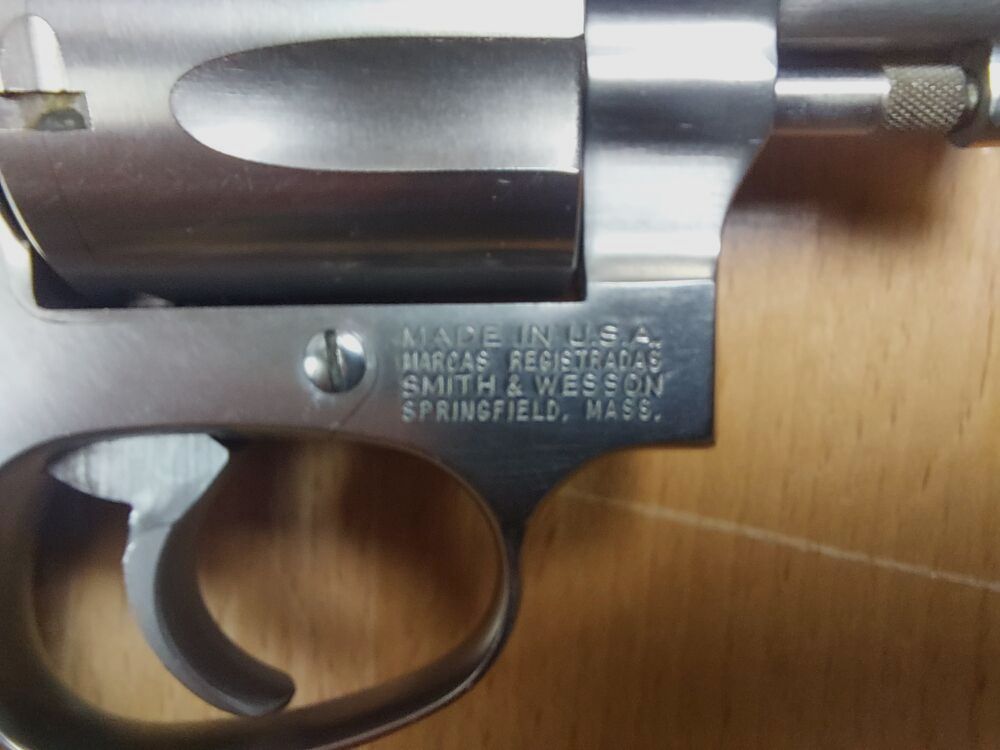 MADE IN U.S.A.
MARCAS REGISTRADAS
SMITH & WESSON
SPRINGFIELD, MASS.